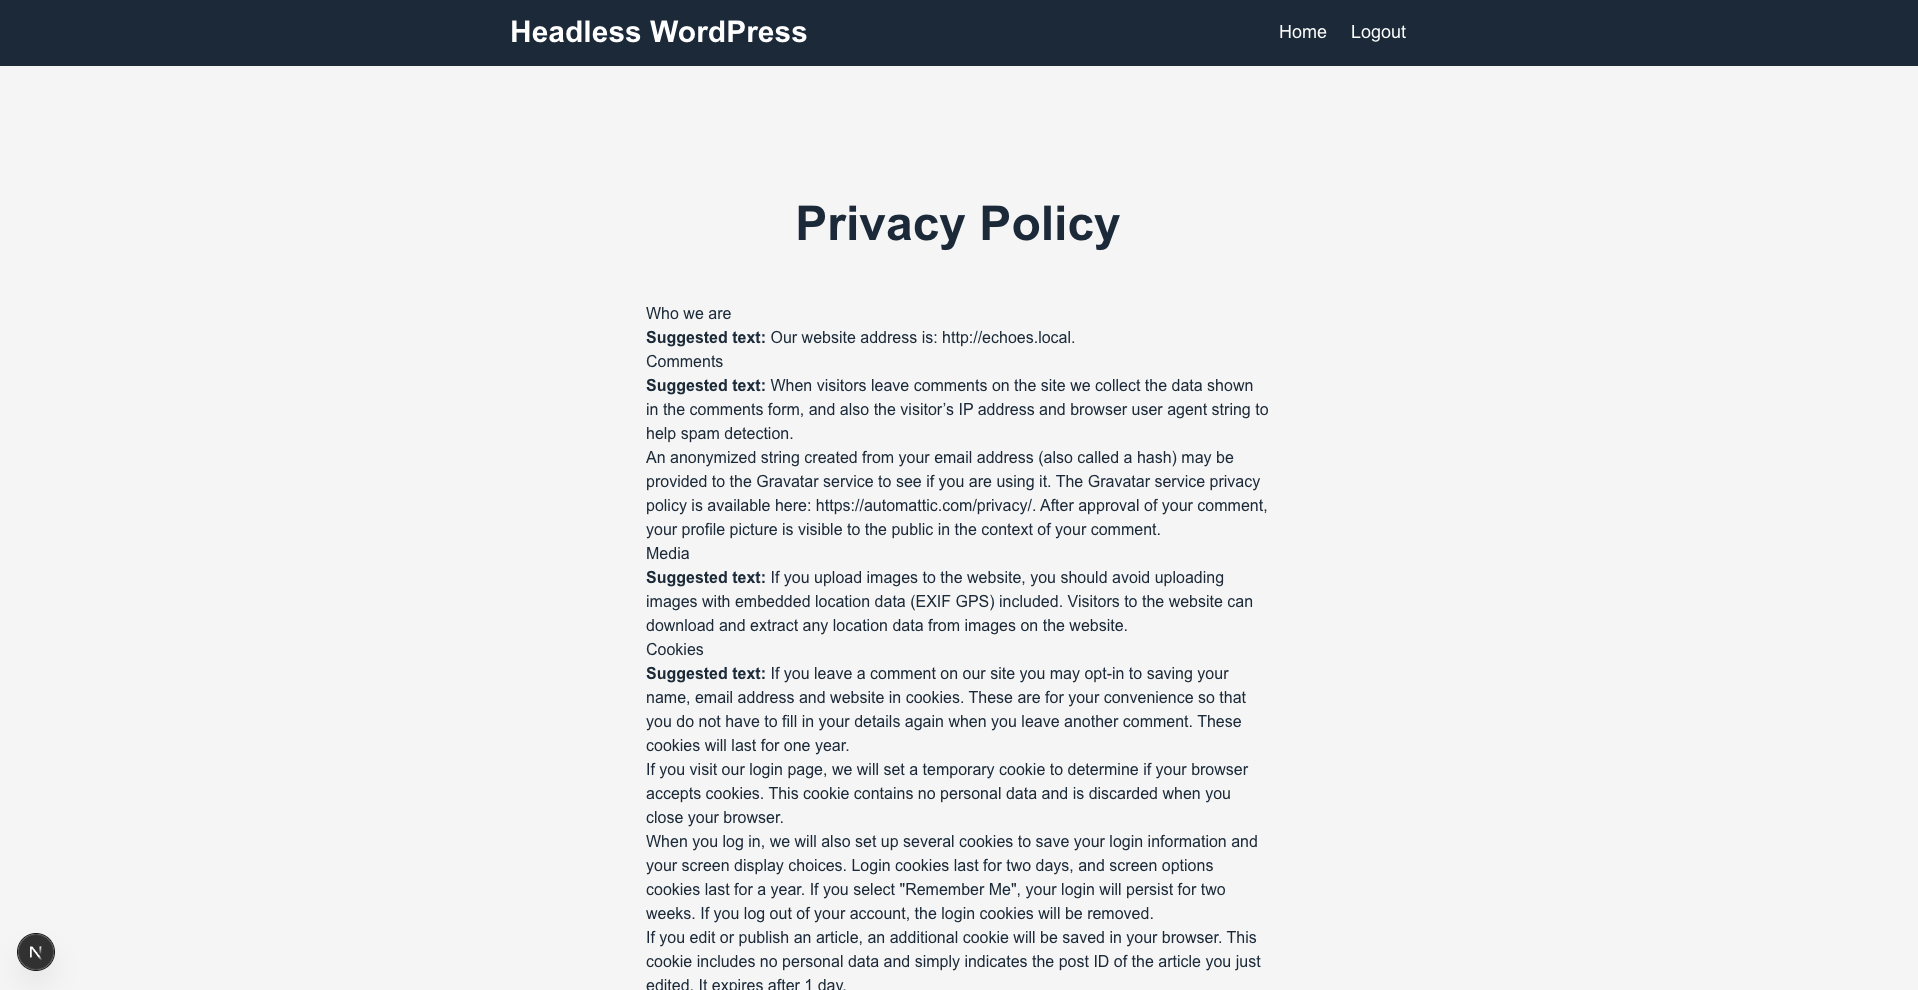 Headless WordPress
Home
Logout
Privacy Policy
Who we are
Suggested text: Our website address is: http://echoes.local.
Comments
Suggested text: When visitors leave comments on the site we collect the data shown
in the comments form, and also the visitor’s IP address and browser user agent string to
help spam detection.
An anonymized string created from your email address (also called a hash) may be
provided to the Gravatar service to see if you are using it. The Gravatar service privacy
policy is available here: https://automattic.com/privacy/. After approval of your comment,
your profile picture is visible to the public in the context of your comment.
Media
Suggested text: If you upload images to the website, you should avoid uploading
images with embedded location data (EXIF GPS) included. Visitors to the website can
download and extract any location data from images on the website.
Cookies
Suggested text: If you leave a comment on our site you may opt-in to saving your
name, email address and website in cookies. These are for your convenience so that
you do not have to fill in your details again when you leave another comment. These
cookies will last for one year.
If you visit our login page, we will set a temporary cookie to determine if your browser
accepts cookies. This cookie contains no personal data and is discarded when you
close your browser.
When you log in, we will also set up several cookies to save your login information and
your screen display choices. Login cookies last for two days, and screen options
cookies last for a year. If you select "Remember Me", your login will persist for two
weeks. If you log out of your account, the login cookies will be removed.
If you edit or publish an article, an additional cookie will be saved in your browser. This
cookie includes no personal data and simply indicates the post ID of the article you just
edited. It expires after 1 day.
N